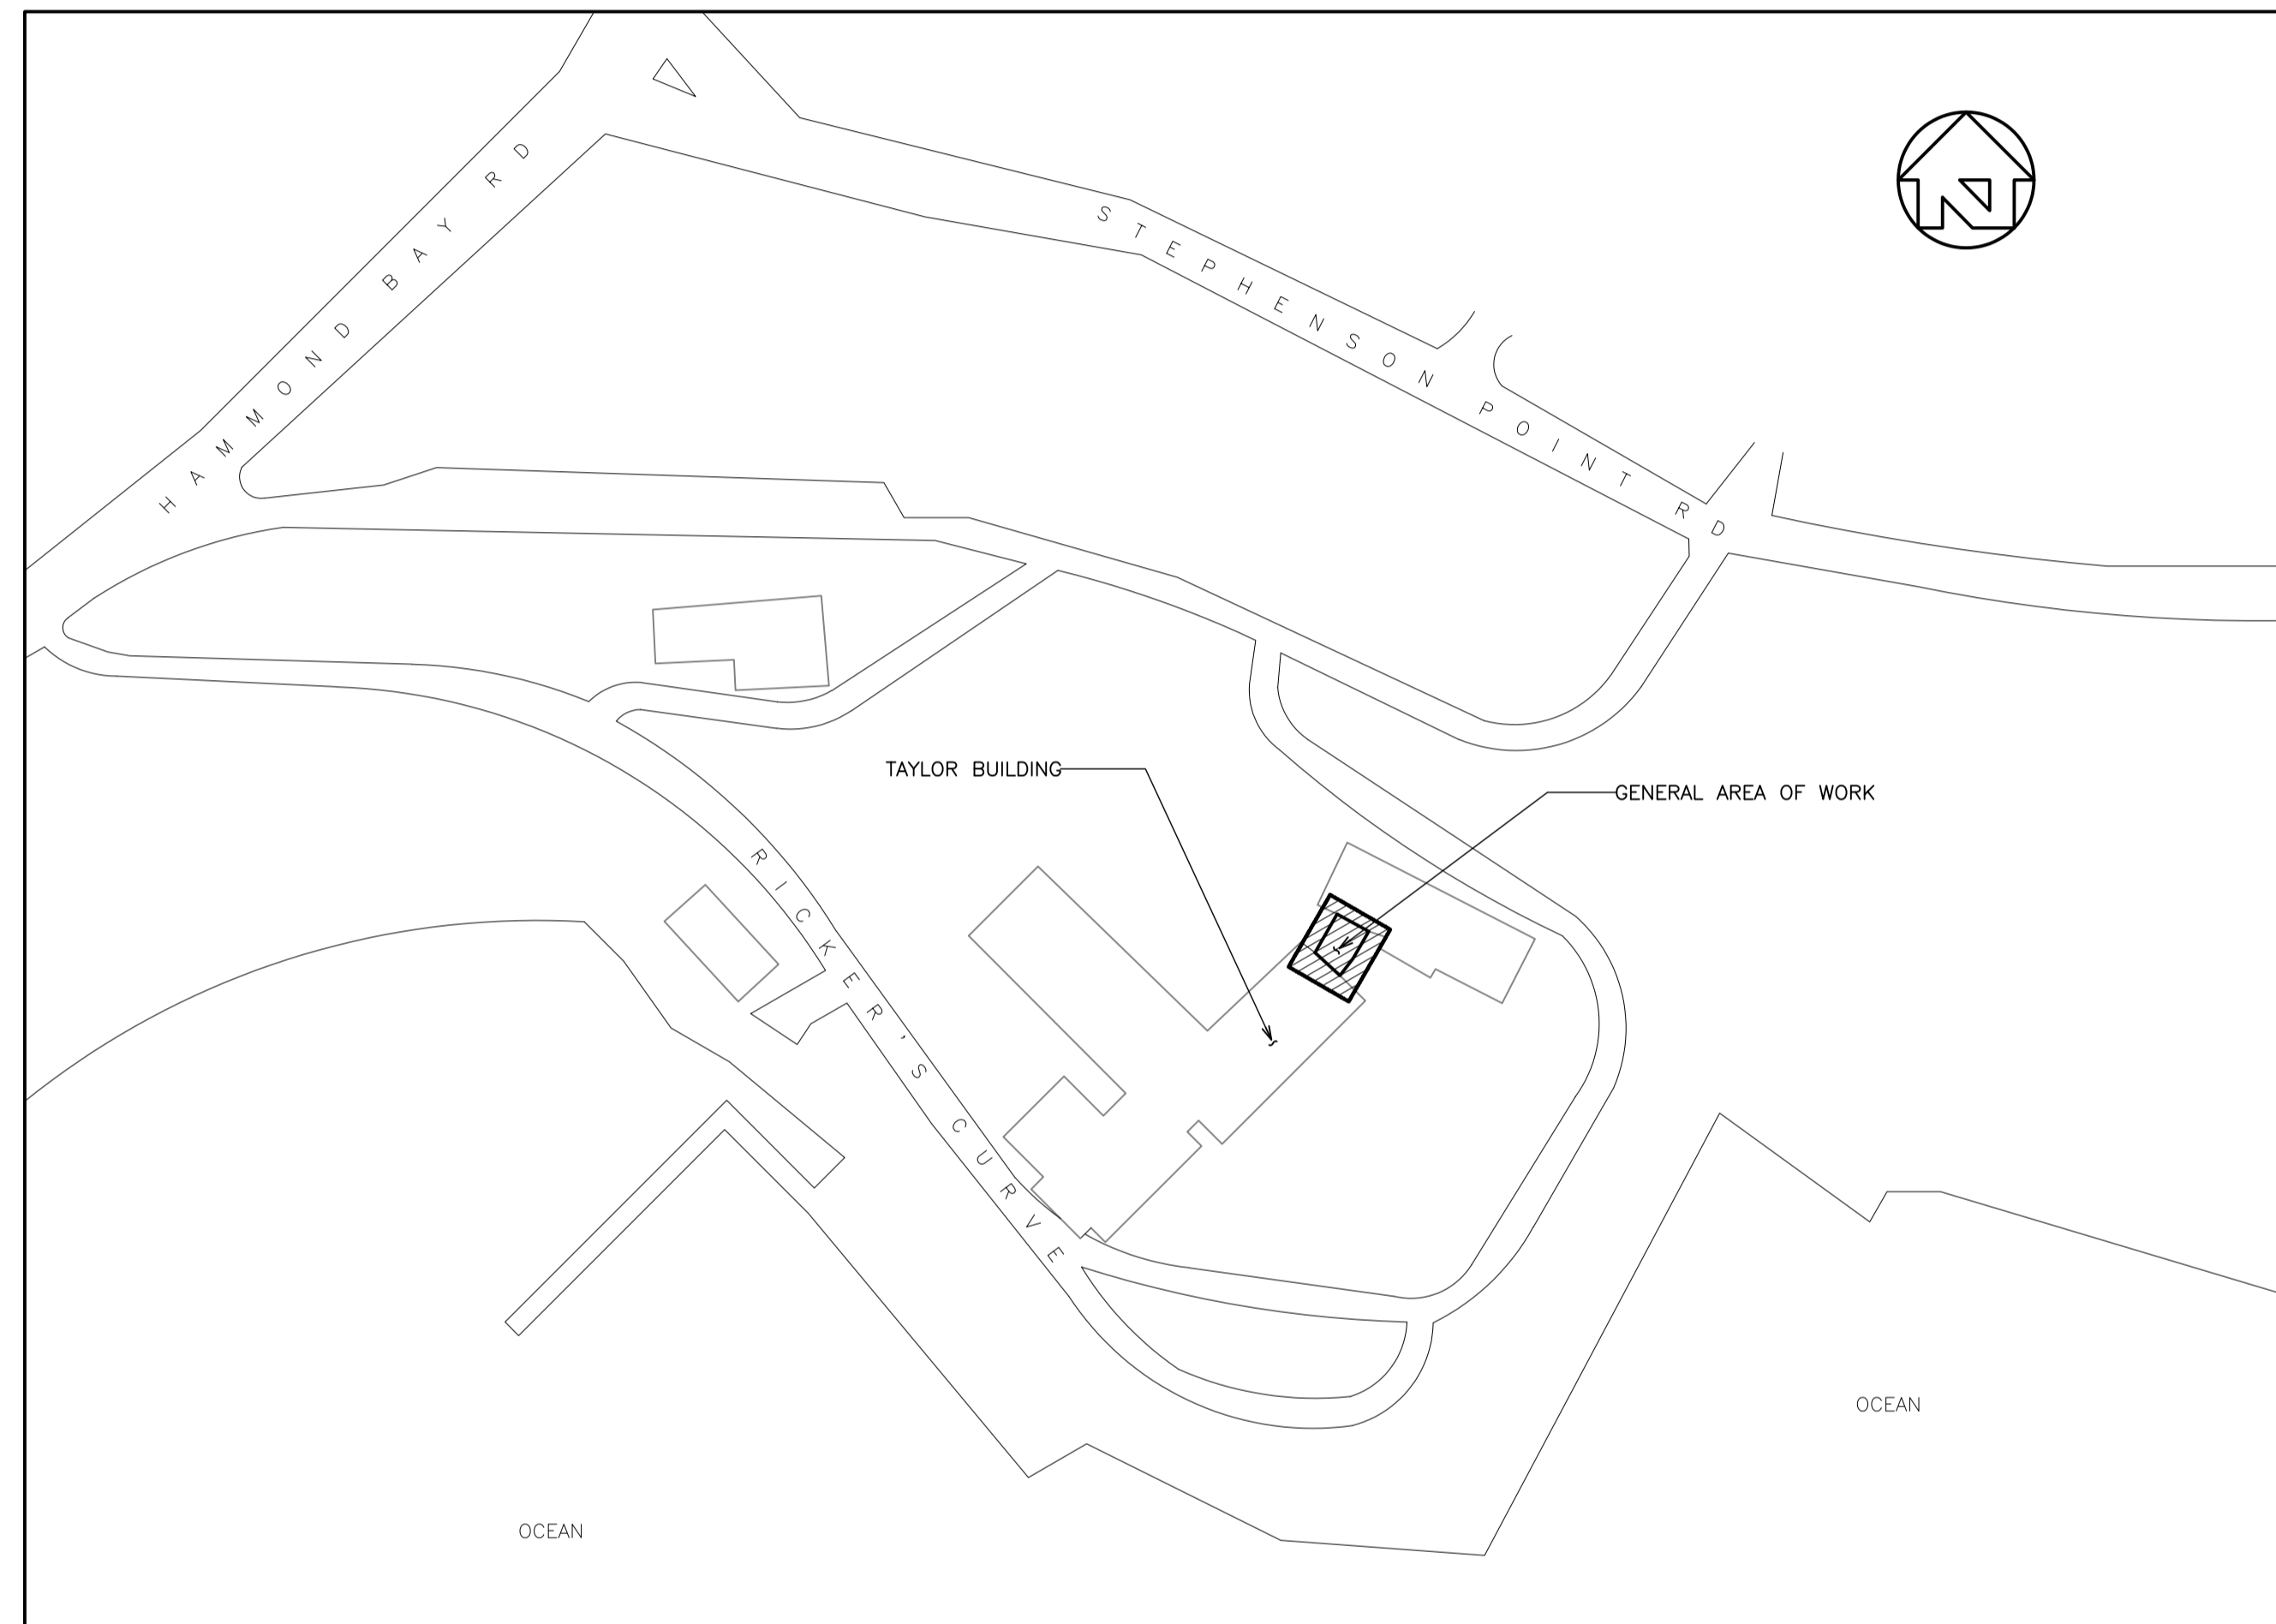 HAMMOND BAY RD
STEPHENSON POINT RD
N
TAYLOR BUILDING
GENERAL AREA OF WORK
RICKER'S CURVE
OCEAN
OCEAN